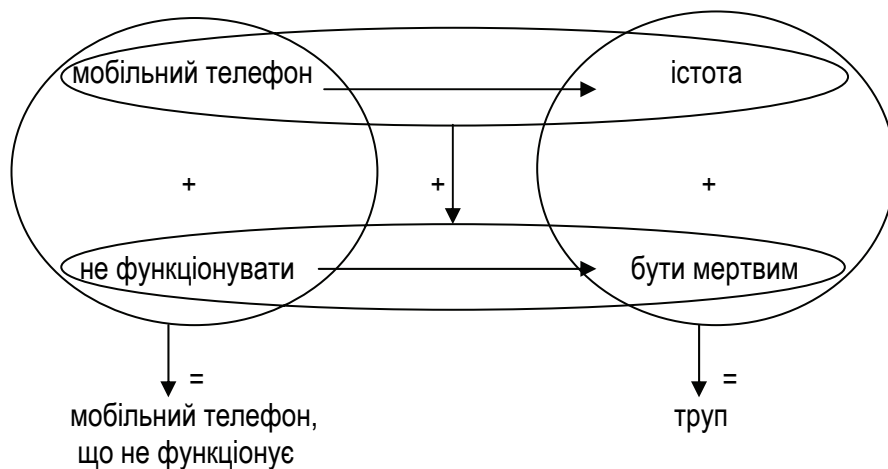 мобільний телефон
істота
+
+
+
не функціонувати
бути мертвим
=
=
мобільний телефон,
що не функціонує
труп